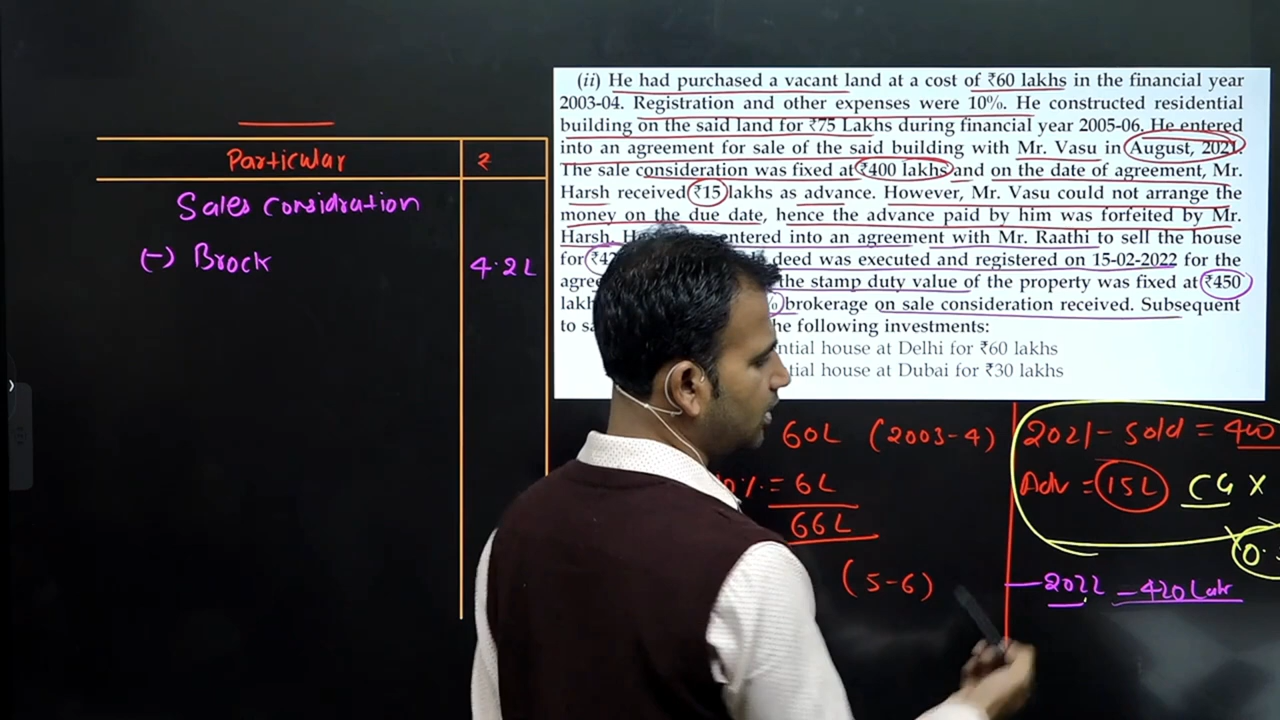 Particular ₹
Sales Considration
(-) Brock 4.2L
(ii) He had purchased a vacant land at a cost of ₹60 lakhs in the financial year
2003-04. Registration and other expenses were 10%. He constructed residential
building on the said land for ₹75 Lakhs during financial year 2005-06. He entered
into an agreement for sale of the said building with Mr. Vasu in August, 2021.
The sale consideration was fixed at ₹400 lakhs and on the date of agreement, Mr.
Harsh received ₹15 lakhs as advance. However, Mr. Vasu could not arrange the
money on the due date, hence the advance paid by him was forfeited by Mr.
Harsh. entered into an agreement with Mr. Raathi to sell the house
for deed was executed and registered on 15-02-2022 for the
the stamp duty value of the property was fixed at ₹450
brokerage on sale consideration received. Subsequent
to the following investments:
house at Delhi for ₹60 lakhs
house at Dubai for ₹30 lakhs
60L (2003-4)
= 6L
66L
(5-6)
2021 - Sold = 400
Adv = 15L CG X
2022 - 420 Lakh